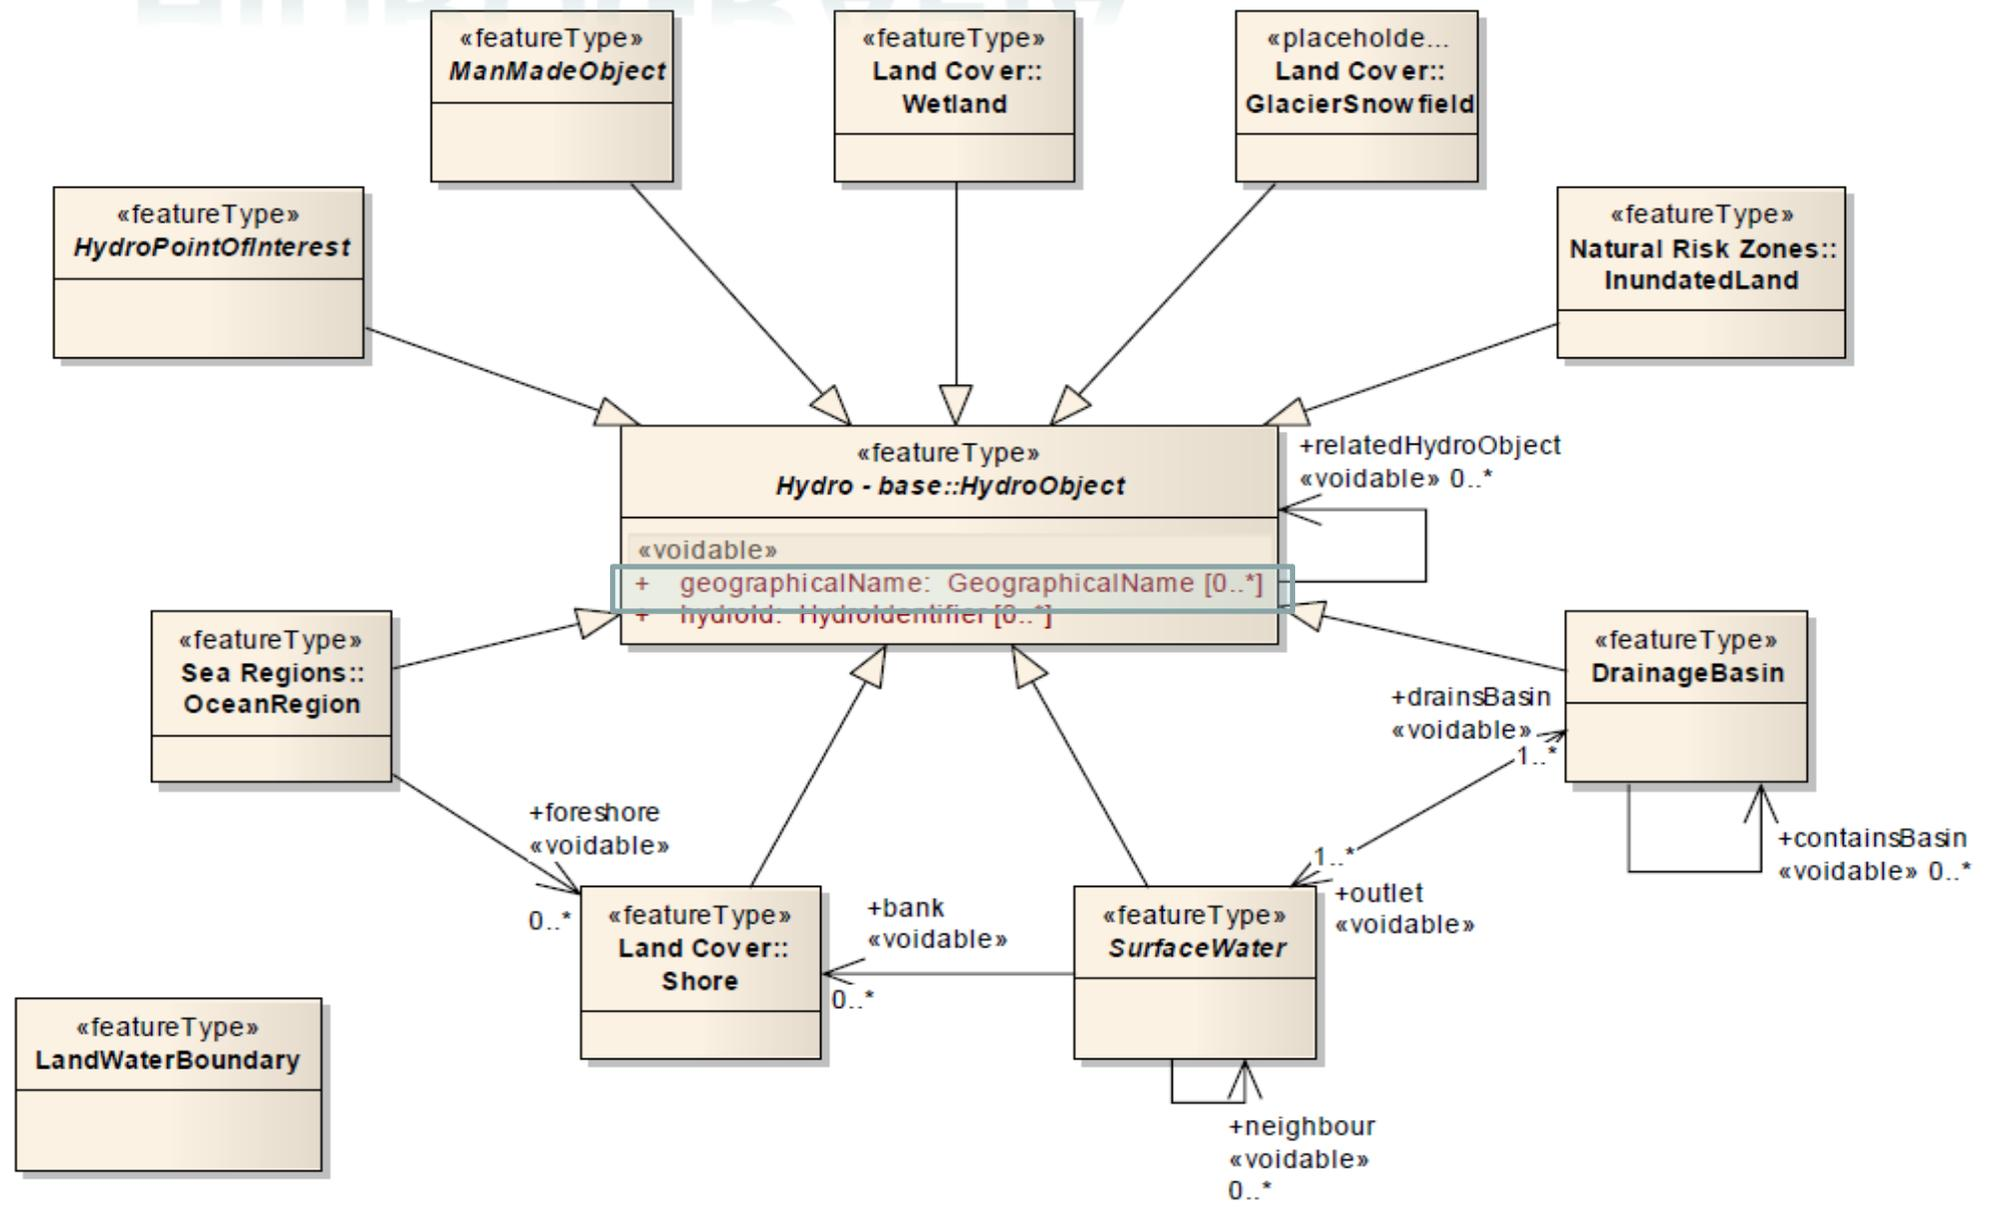 «featureType»
ManMadeObject
«featureType»
Land Cover::
Wetland
«placeholde...
Land Cover::
GlacierSnowfield
«featureType»
HydroPointOfInterest
«featureType»
Natural Risk Zones::
InundatedLand
«featureType»
Hydro - base::HydroObject
«voidable»
+ geographicalName: GeographicalName [0..*]
+ hydroId: HydroIdentifier [0..*]
+relatedHydroObject
«voidable» 0..*
«featureType»
Sea Regions::
OceanRegion
«featureType»
DrainageBasin
+drainsBasin
«voidable»
1..*
+foreshore
«voidable»
0..*
+containsBasin
«voidable» 0..*
1..*
+outlet
«voidable»
«featureType»
Land Cover::
Shore
+bank
«voidable»
0..*
«featureType»
SurfaceWater
«featureType»
LandWaterBoundary
+neighbour
«voidable»
0..*